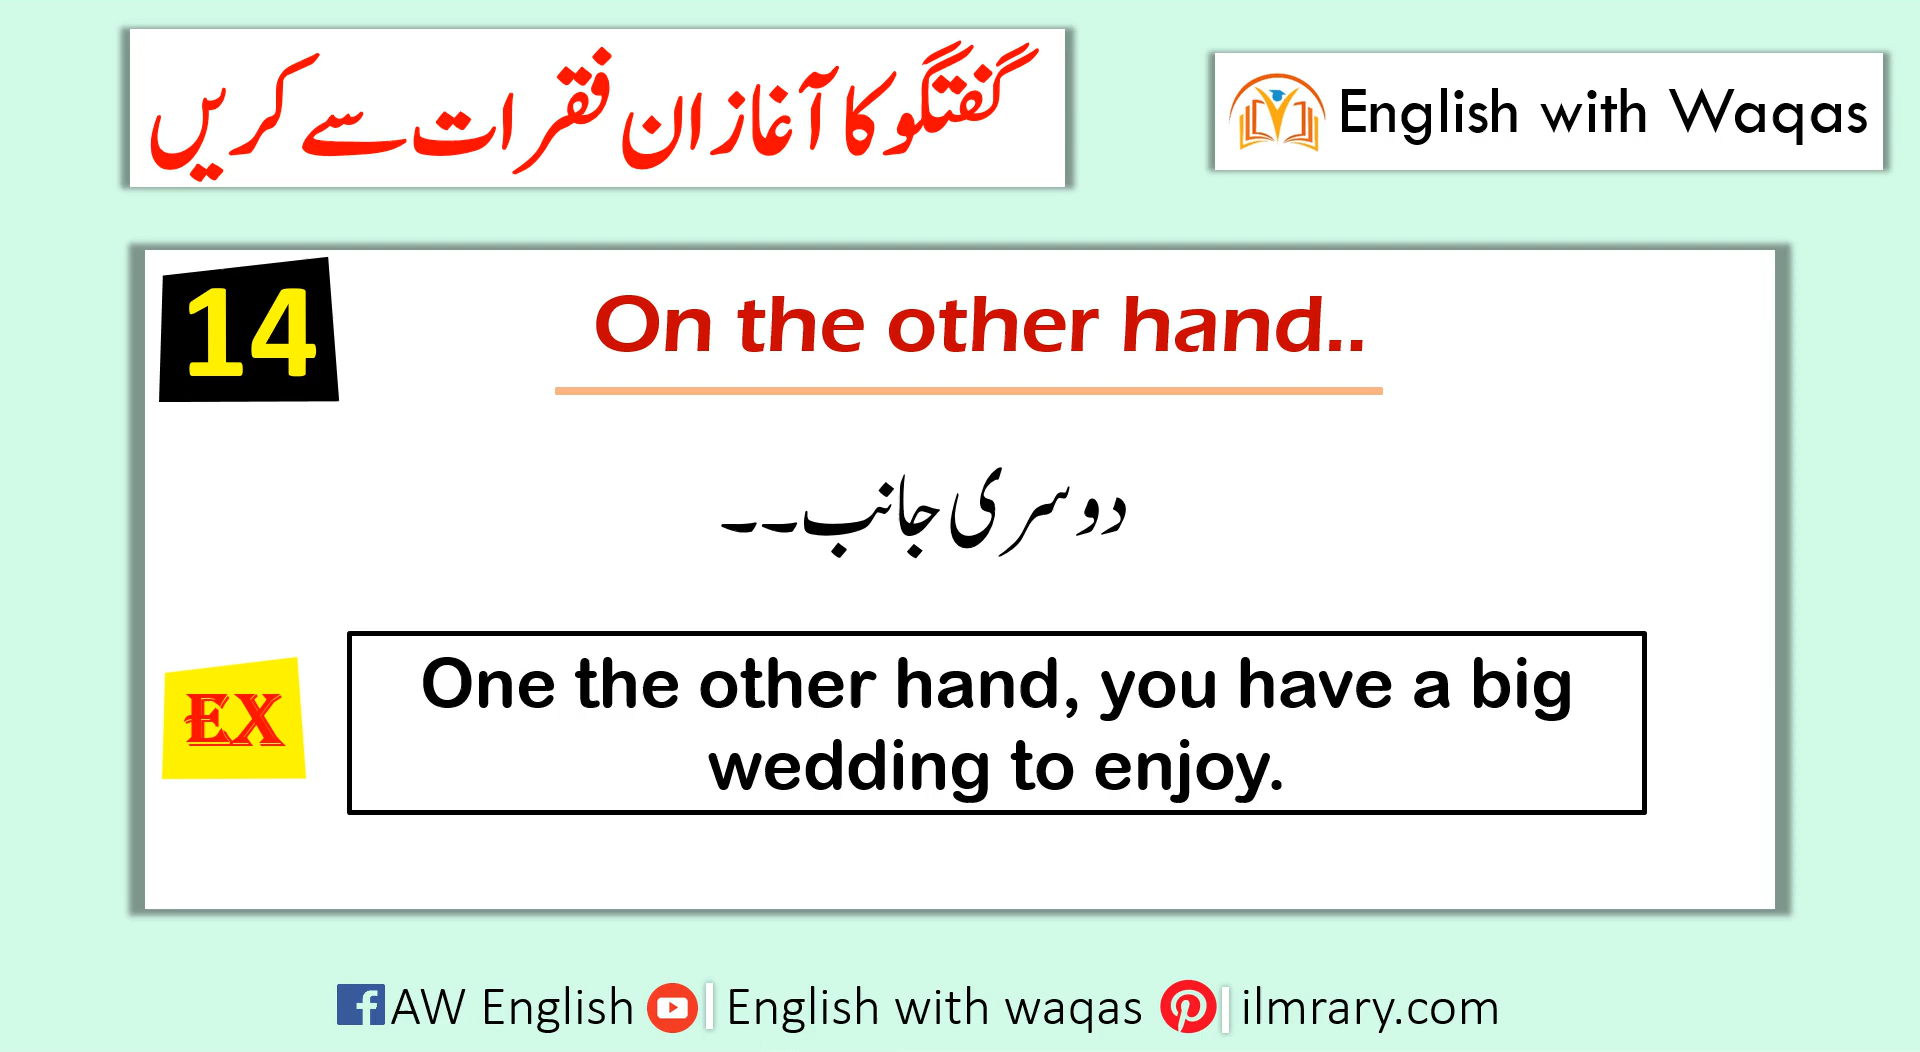 گفتگو کا آغاز ان فقرات سے کریں
English with Waqas
14
On the other hand..
دوسری جانب۔۔۔
EX
One the other hand, you have a big
wedding to enjoy.
AW English | English with waqas | ilmrary.com